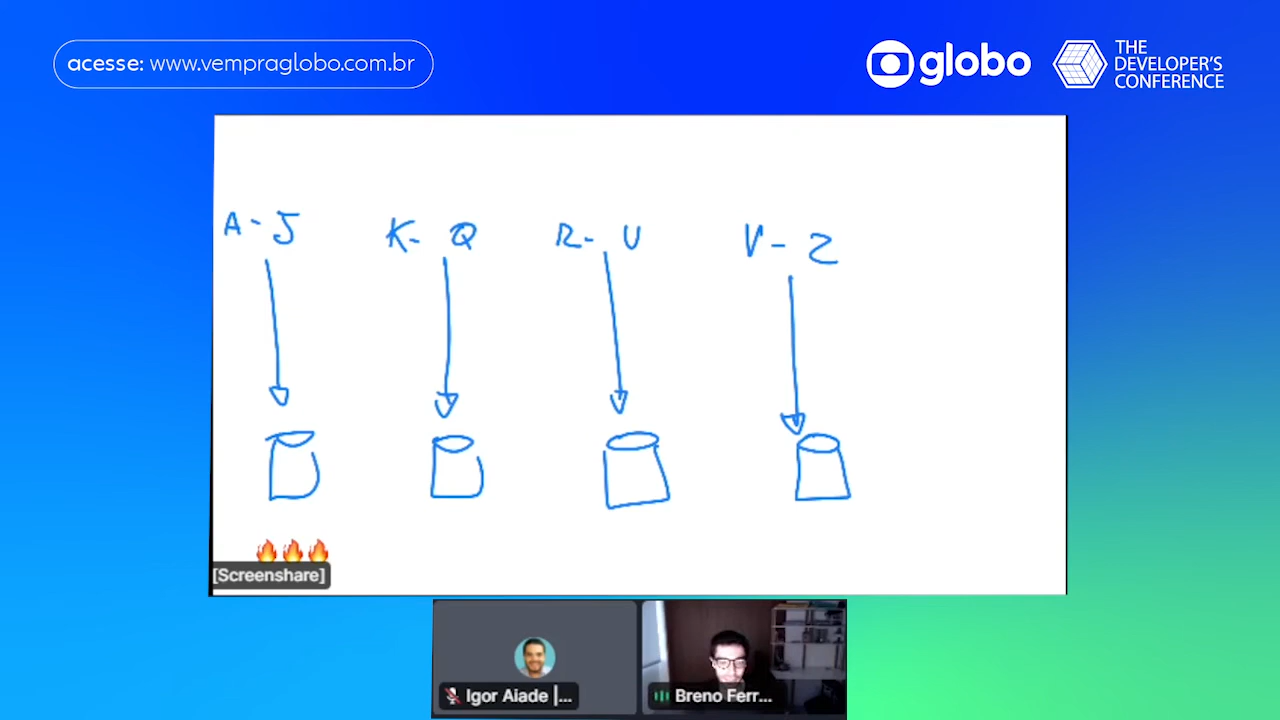 acesse: www.vempraglobo.com.br
globo
THE
DEVELOPER'S
CONFERENCE
A - J
K - Q
R - U
V - Z
[Screenshare]
Igor Aiade |...
Breno Ferr...